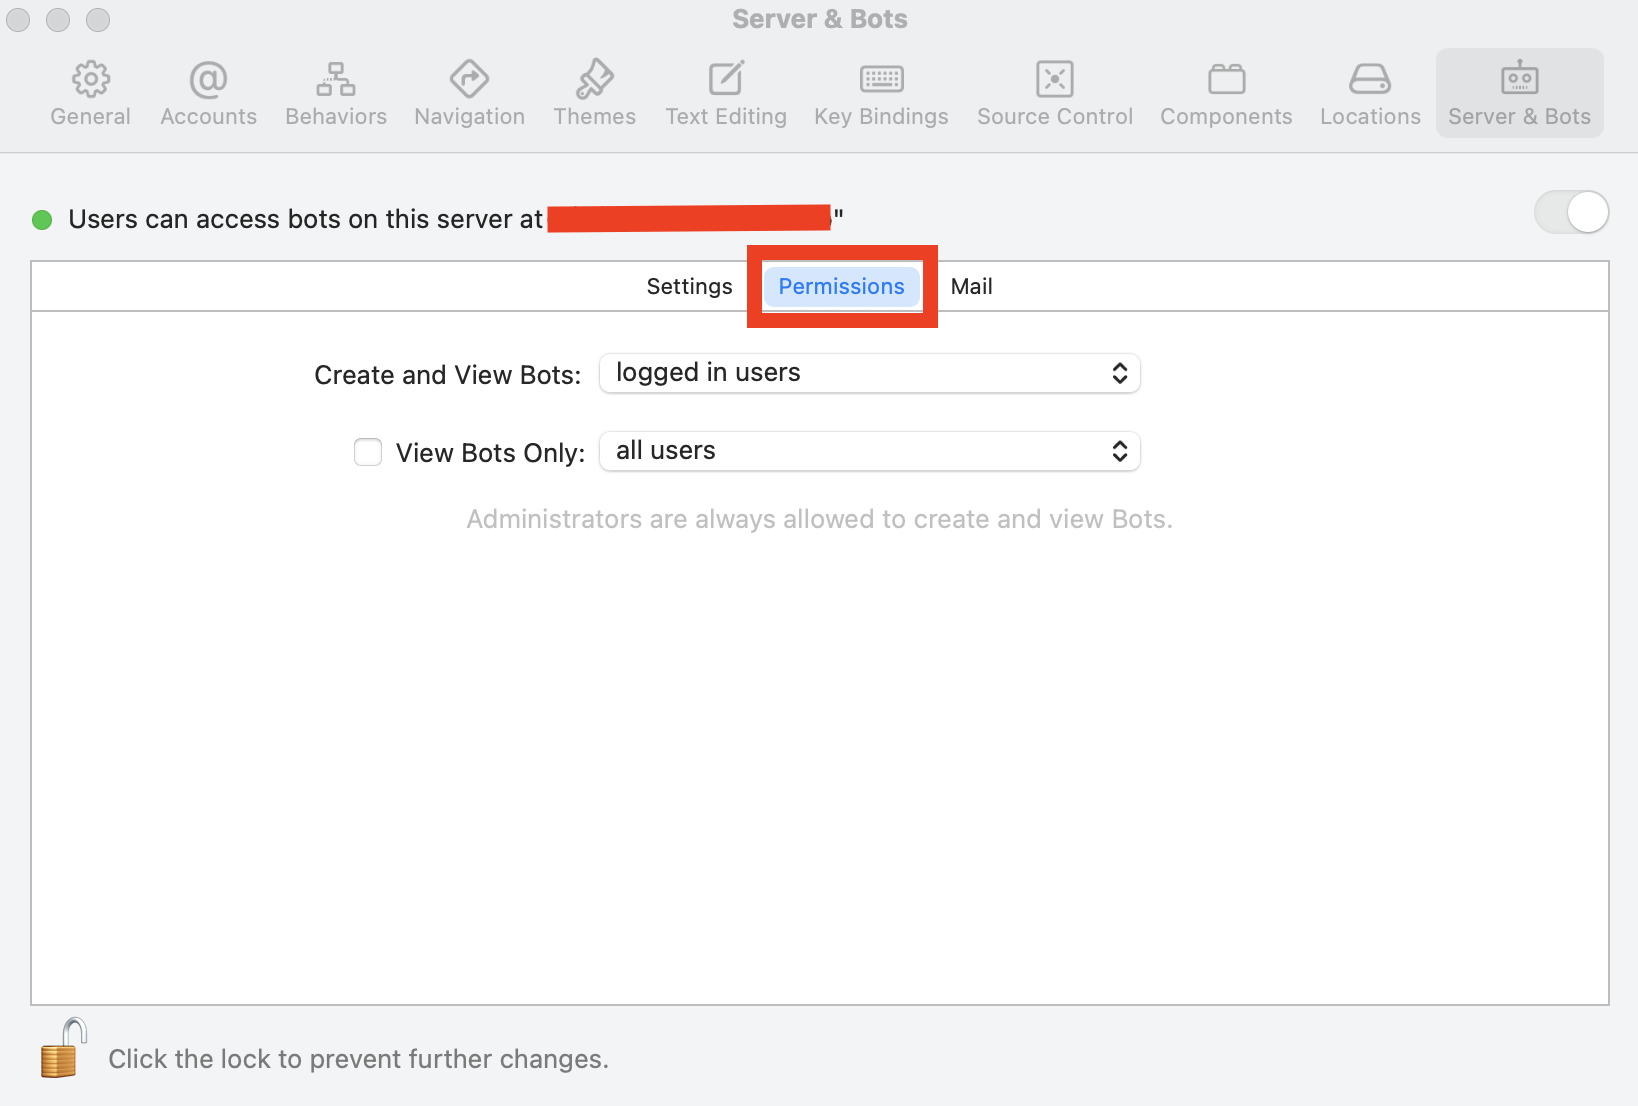 Server & Bots
General Accounts Behaviors Navigation Themes Text Editing Key Bindings Source Control Components Locations Server & Bots
Users can access bots on this server at "
Settings Permissions Mail
Create and View Bots: logged in users
View Bots Only: all users
Administrators are always allowed to create and view Bots.
Click the lock to prevent further changes.